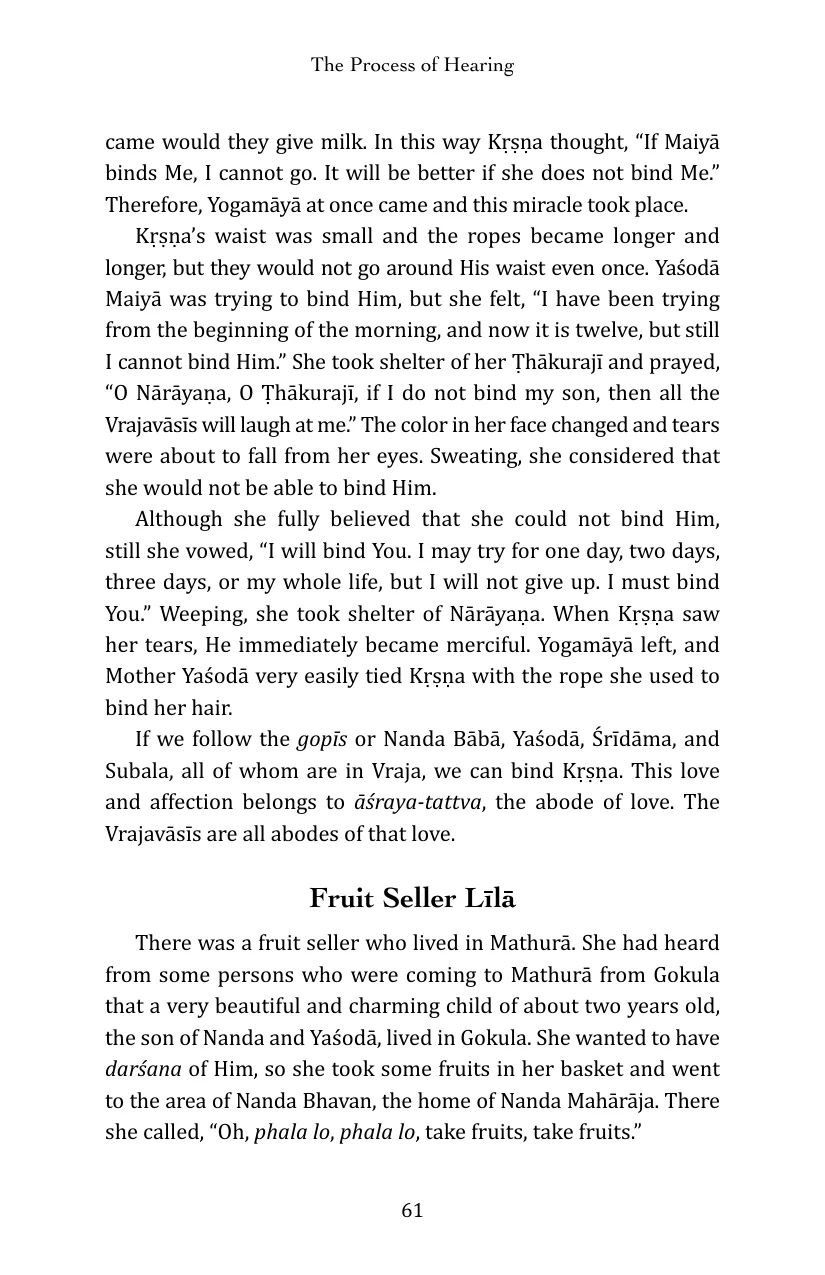 The Process of Hearing
came would they give milk. In this way Kṛṣṇa thought, “If Maiyā
binds Me, I cannot go. It will be better if she does not bind Me.”
Therefore, Yogamāyā at once came and this miracle took place.
Kṛṣṇa’s waist was small and the ropes became longer and
longer, but they would not go around His waist even once. Yaśodā
Maiyā was trying to bind Him, but she felt, “I have been trying
from the beginning of the morning, and now it is twelve, but still
I cannot bind Him.” She took shelter of her Ṭhākurajī and prayed,
“O Nārāyaṇa, O Ṭhākurajī, if I do not bind my son, then all the
Vrajavāsīs will laugh at me.” The color in her face changed and tears
were about to fall from her eyes. Sweating, she considered that
she would not be able to bind Him.
Although she fully believed that she could not bind Him,
still she vowed, “I will bind You. I may try for one day, two days,
three days, or my whole life, but I will not give up. I must bind
You.” Weeping, she took shelter of Nārāyaṇa. When Kṛṣṇa saw
her tears, He immediately became merciful. Yogamāyā left, and
Mother Yaśodā very easily tied Kṛṣṇa with the rope she used to
bind her hair.
If we follow the gopīs or Nanda Bābā, Yaśodā, Śrīdāma, and
Subala, all of whom are in Vraja, we can bind Kṛṣṇa. This love
and affection belongs to āśraya-tattva, the abode of love. The
Vrajavāsīs are all abodes of that love.
Fruit Seller Līlā
There was a fruit seller who lived in Mathurā. She had heard
from some persons who were coming to Mathurā from Gokula
that a very beautiful and charming child of about two years old,
the son of Nanda and Yaśodā, lived in Gokula. She wanted to have
darśana of Him, so she took some fruits in her basket and went
to the area of Nanda Bhavan, the home of Nanda Mahārāja. There
she called, “Oh, phala lo, phala lo, take fruits, take fruits.”
61